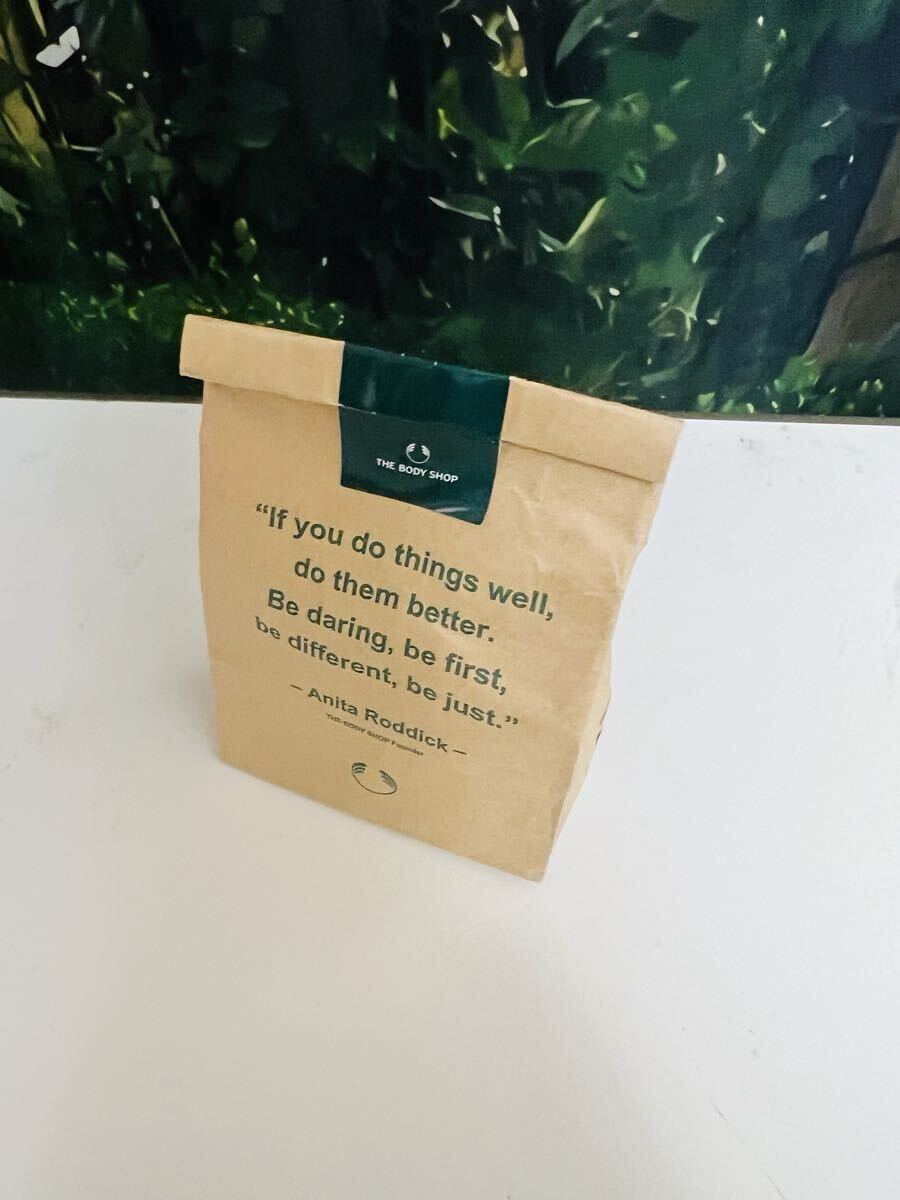 THE BODY SHOP
“If you do things well,
do them better.
Be daring, be first,
be different, be just.”
– Anita Roddick –
THE BODY SHOP Founder